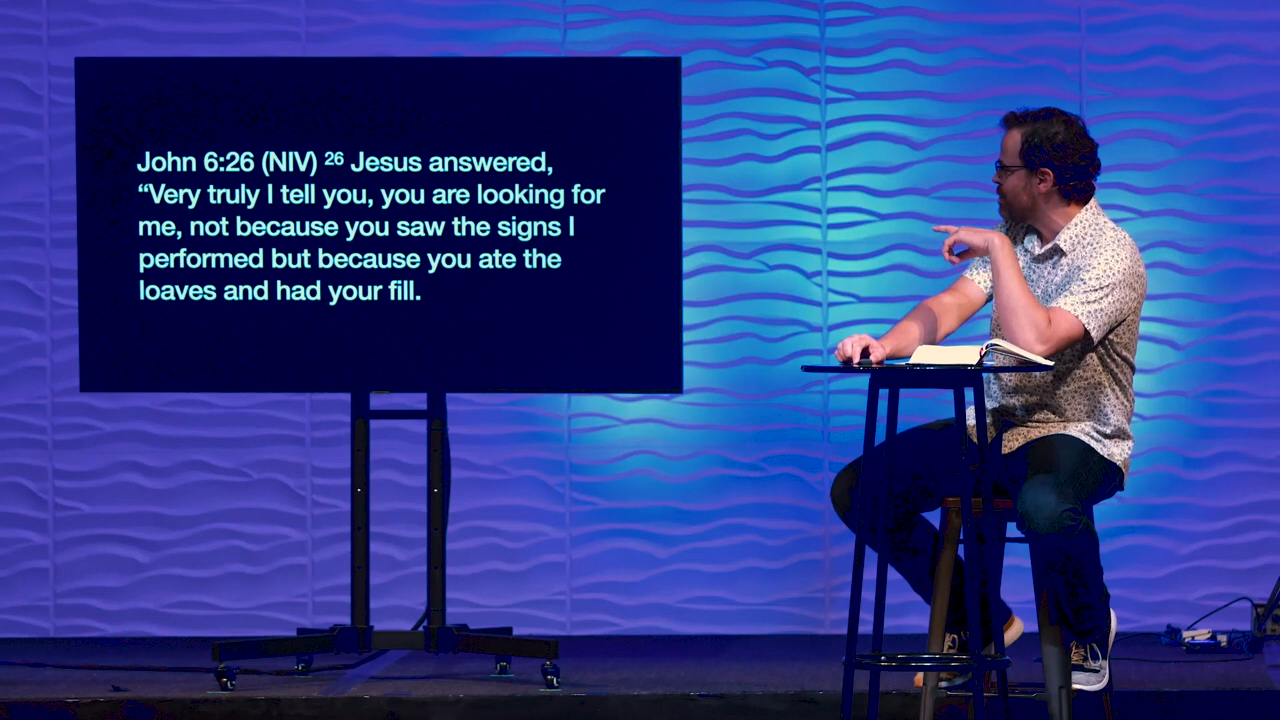 John 6:26 (NIV) 26 Jesus answered,
“Very truly I tell you, you are looking for
me, not because you saw the signs I
performed but because you ate the
loaves and had your fill.